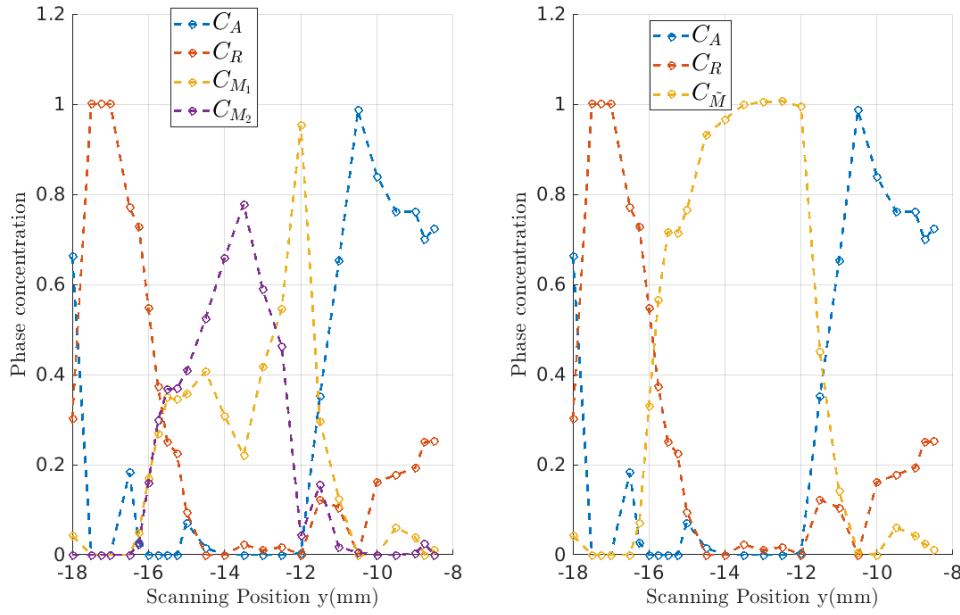 1.2
1
0.8
0.6
0.4
0.2
0
-18
-16
-14
-12
-10
-8
Phase concentration
Scanning Position y(mm)
C_A
C_R
C_{M_1}
C_{M_2}
1.2
1
0.8
0.6
0.4
0.2
0
-18
-16
-14
-12
-10
-8
Phase concentration
Scanning Position y(mm)
C_A
C_R
C_{M̃}